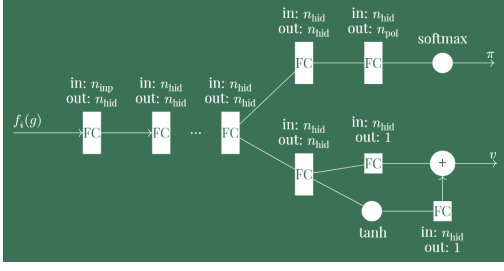 in: n_hid
out: n_hid
in: n_hid
out: n_pol
softmax
FC
FC
π
in: n_inp
out: n_hid
in: n_hid
out: n_hid
in: n_hid
out: n_hid
f_i(g)
FC
FC
...
FC
in: n_hid
out: n_hid
in: n_hid
out: 1
FC
FC
+
v
FC
tanh
in: n_hid
out: 1